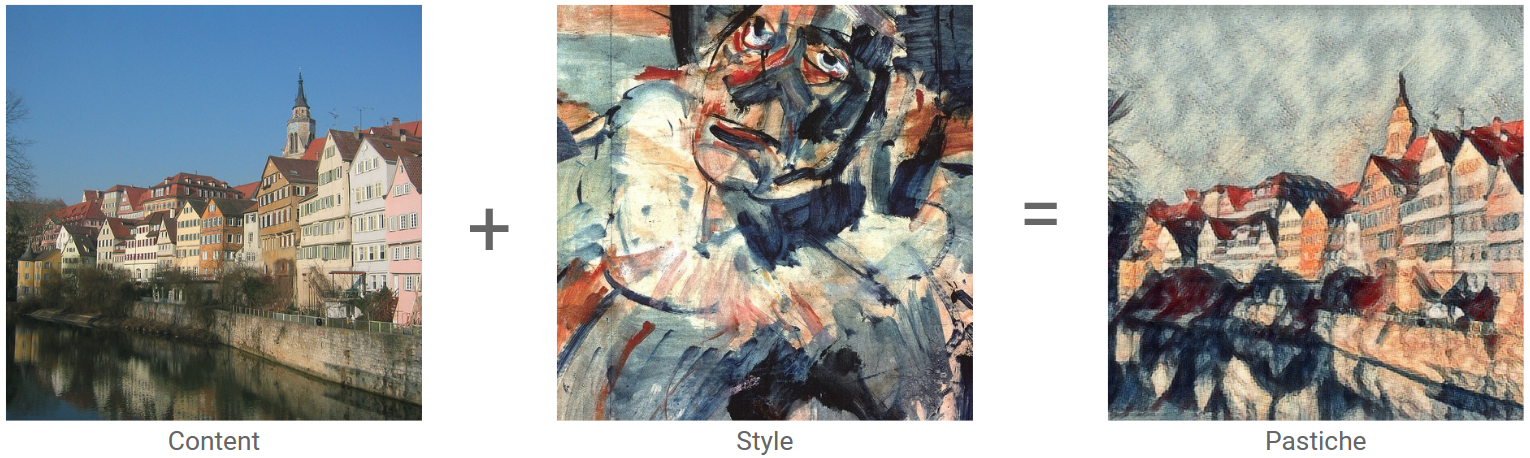 +
=
Content
Style
Pastiche